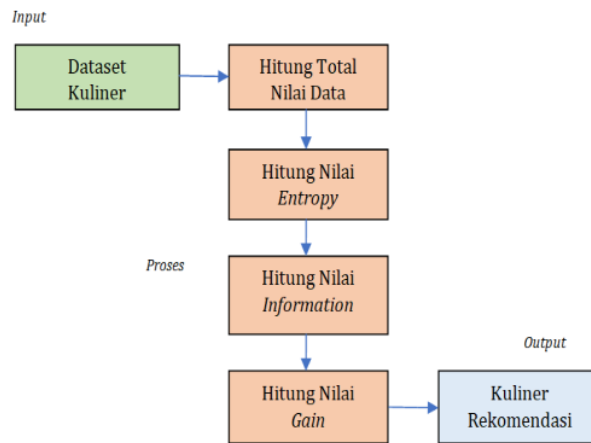 Input
Dataset
Kuliner
Hitung Total
Nilai Data
Hitung Nilai
Entropy
Proses
Hitung Nilai
Information
Output
Hitung Nilai
Gain
Kuliner
Rekomendasi